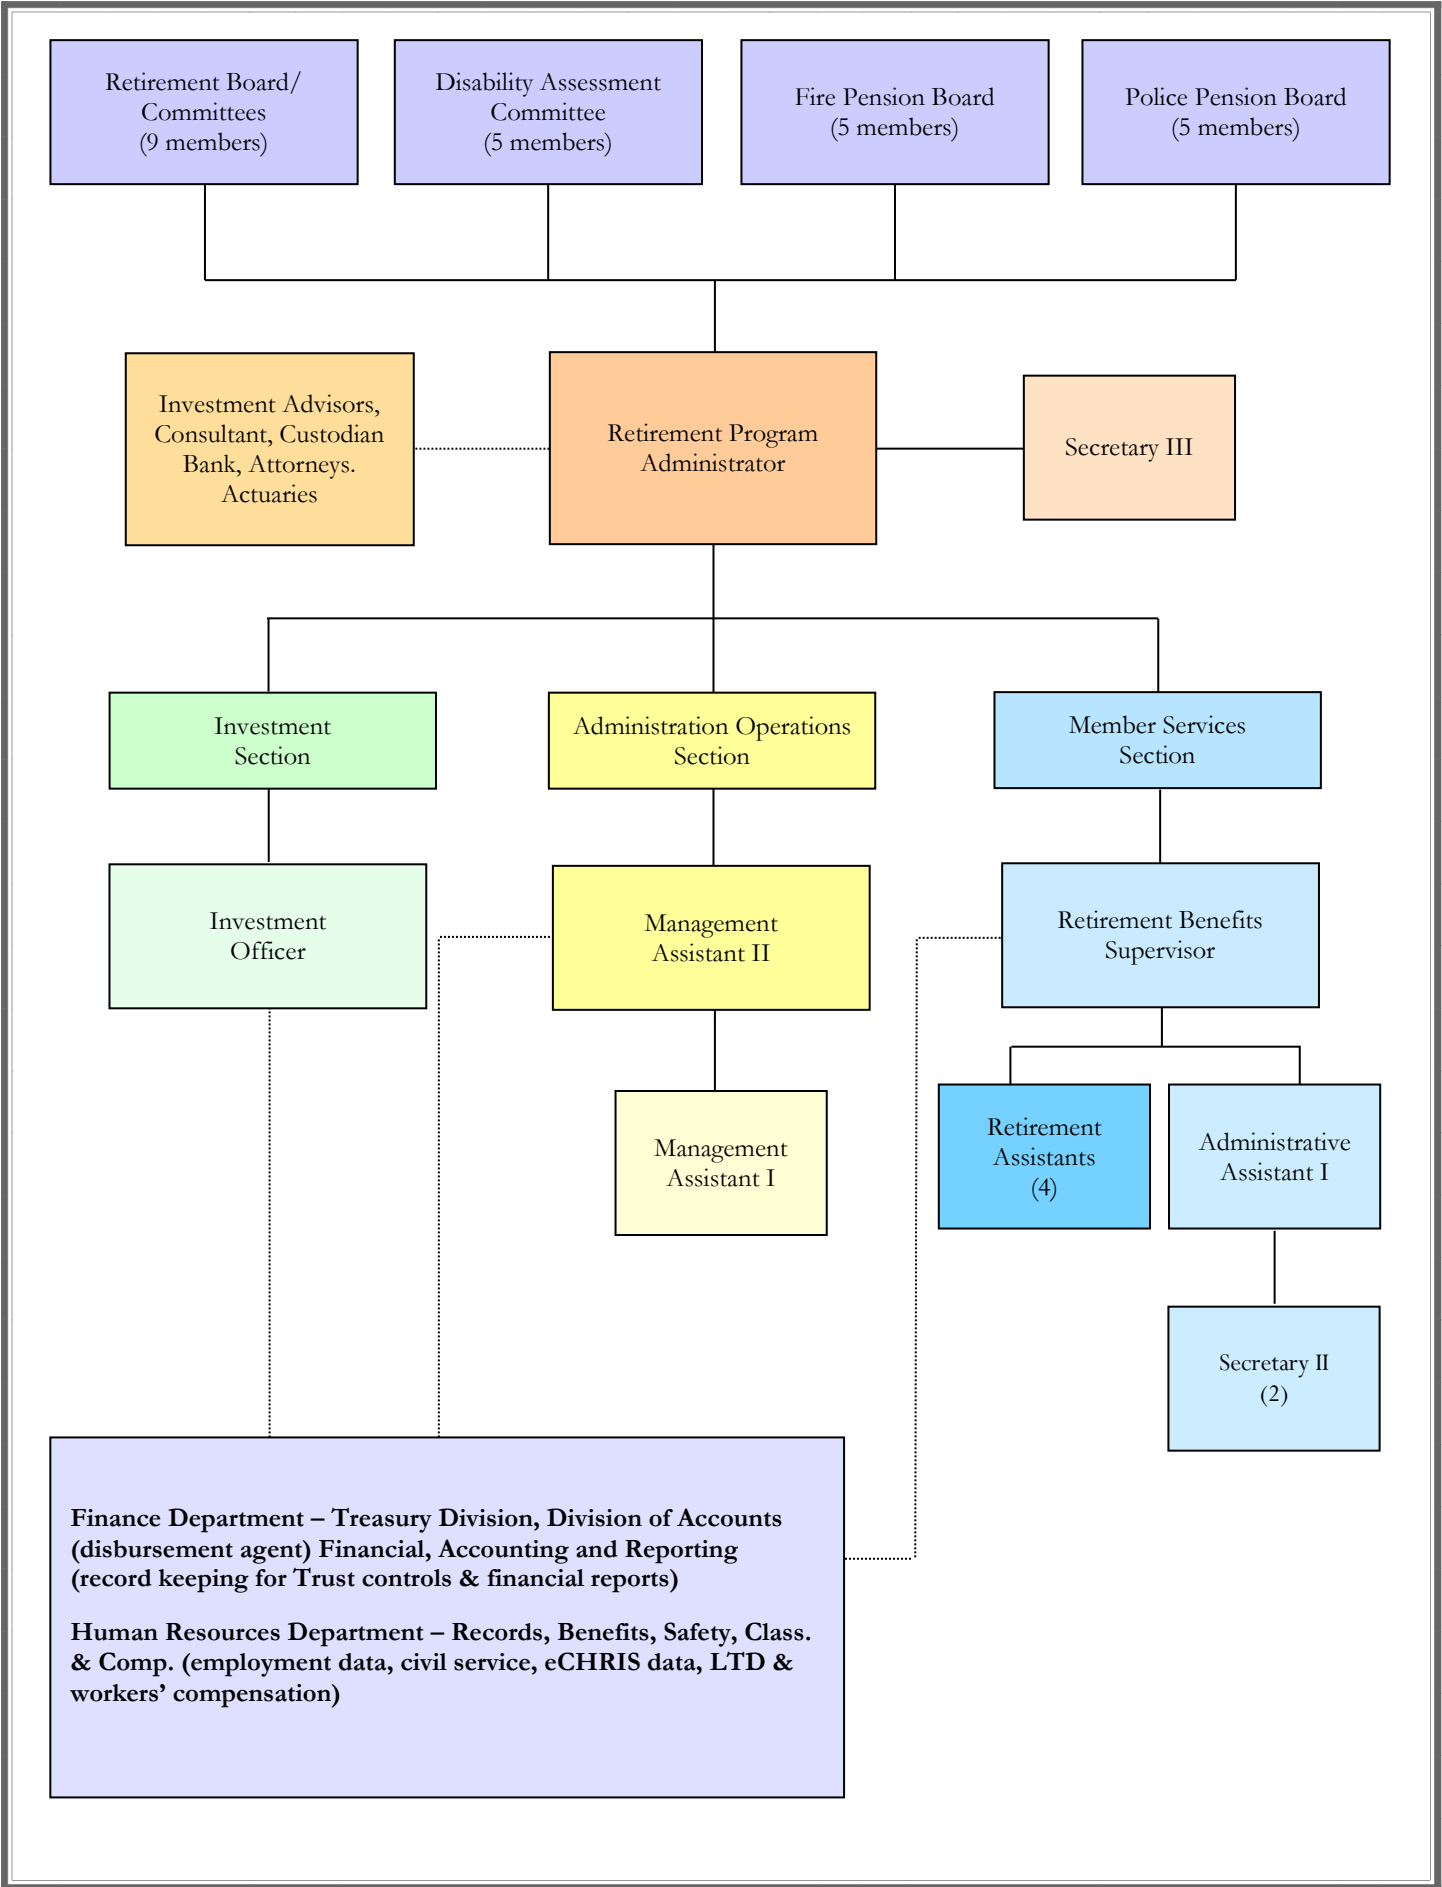 Retirement Board/
Committees
(9 members)
Disability Assessment
Committee
(5 members)
Fire Pension Board
(5 members)
Police Pension Board
(5 members)
Investment Advisors,
Consultant, Custodian
Bank, Attorneys.
Actuaries
Retirement Program
Administrator
Secretary III
Investment
Section
Administration Operations
Section
Member Services
Section
Investment
Officer
Management
Assistant II
Retirement Benefits
Supervisor
Management
Assistant I
Retirement
Assistants
(4)
Administrative
Assistant I
Secretary II
(2)
Finance Department – Treasury Division, Division of Accounts
(disbursement agent) Financial, Accounting and Reporting
(record keeping for Trust controls & financial reports)
Human Resources Department – Records, Benefits, Safety, Class.
& Comp. (employment data, civil service, eCHRIS data, LTD &
workers’ compensation)